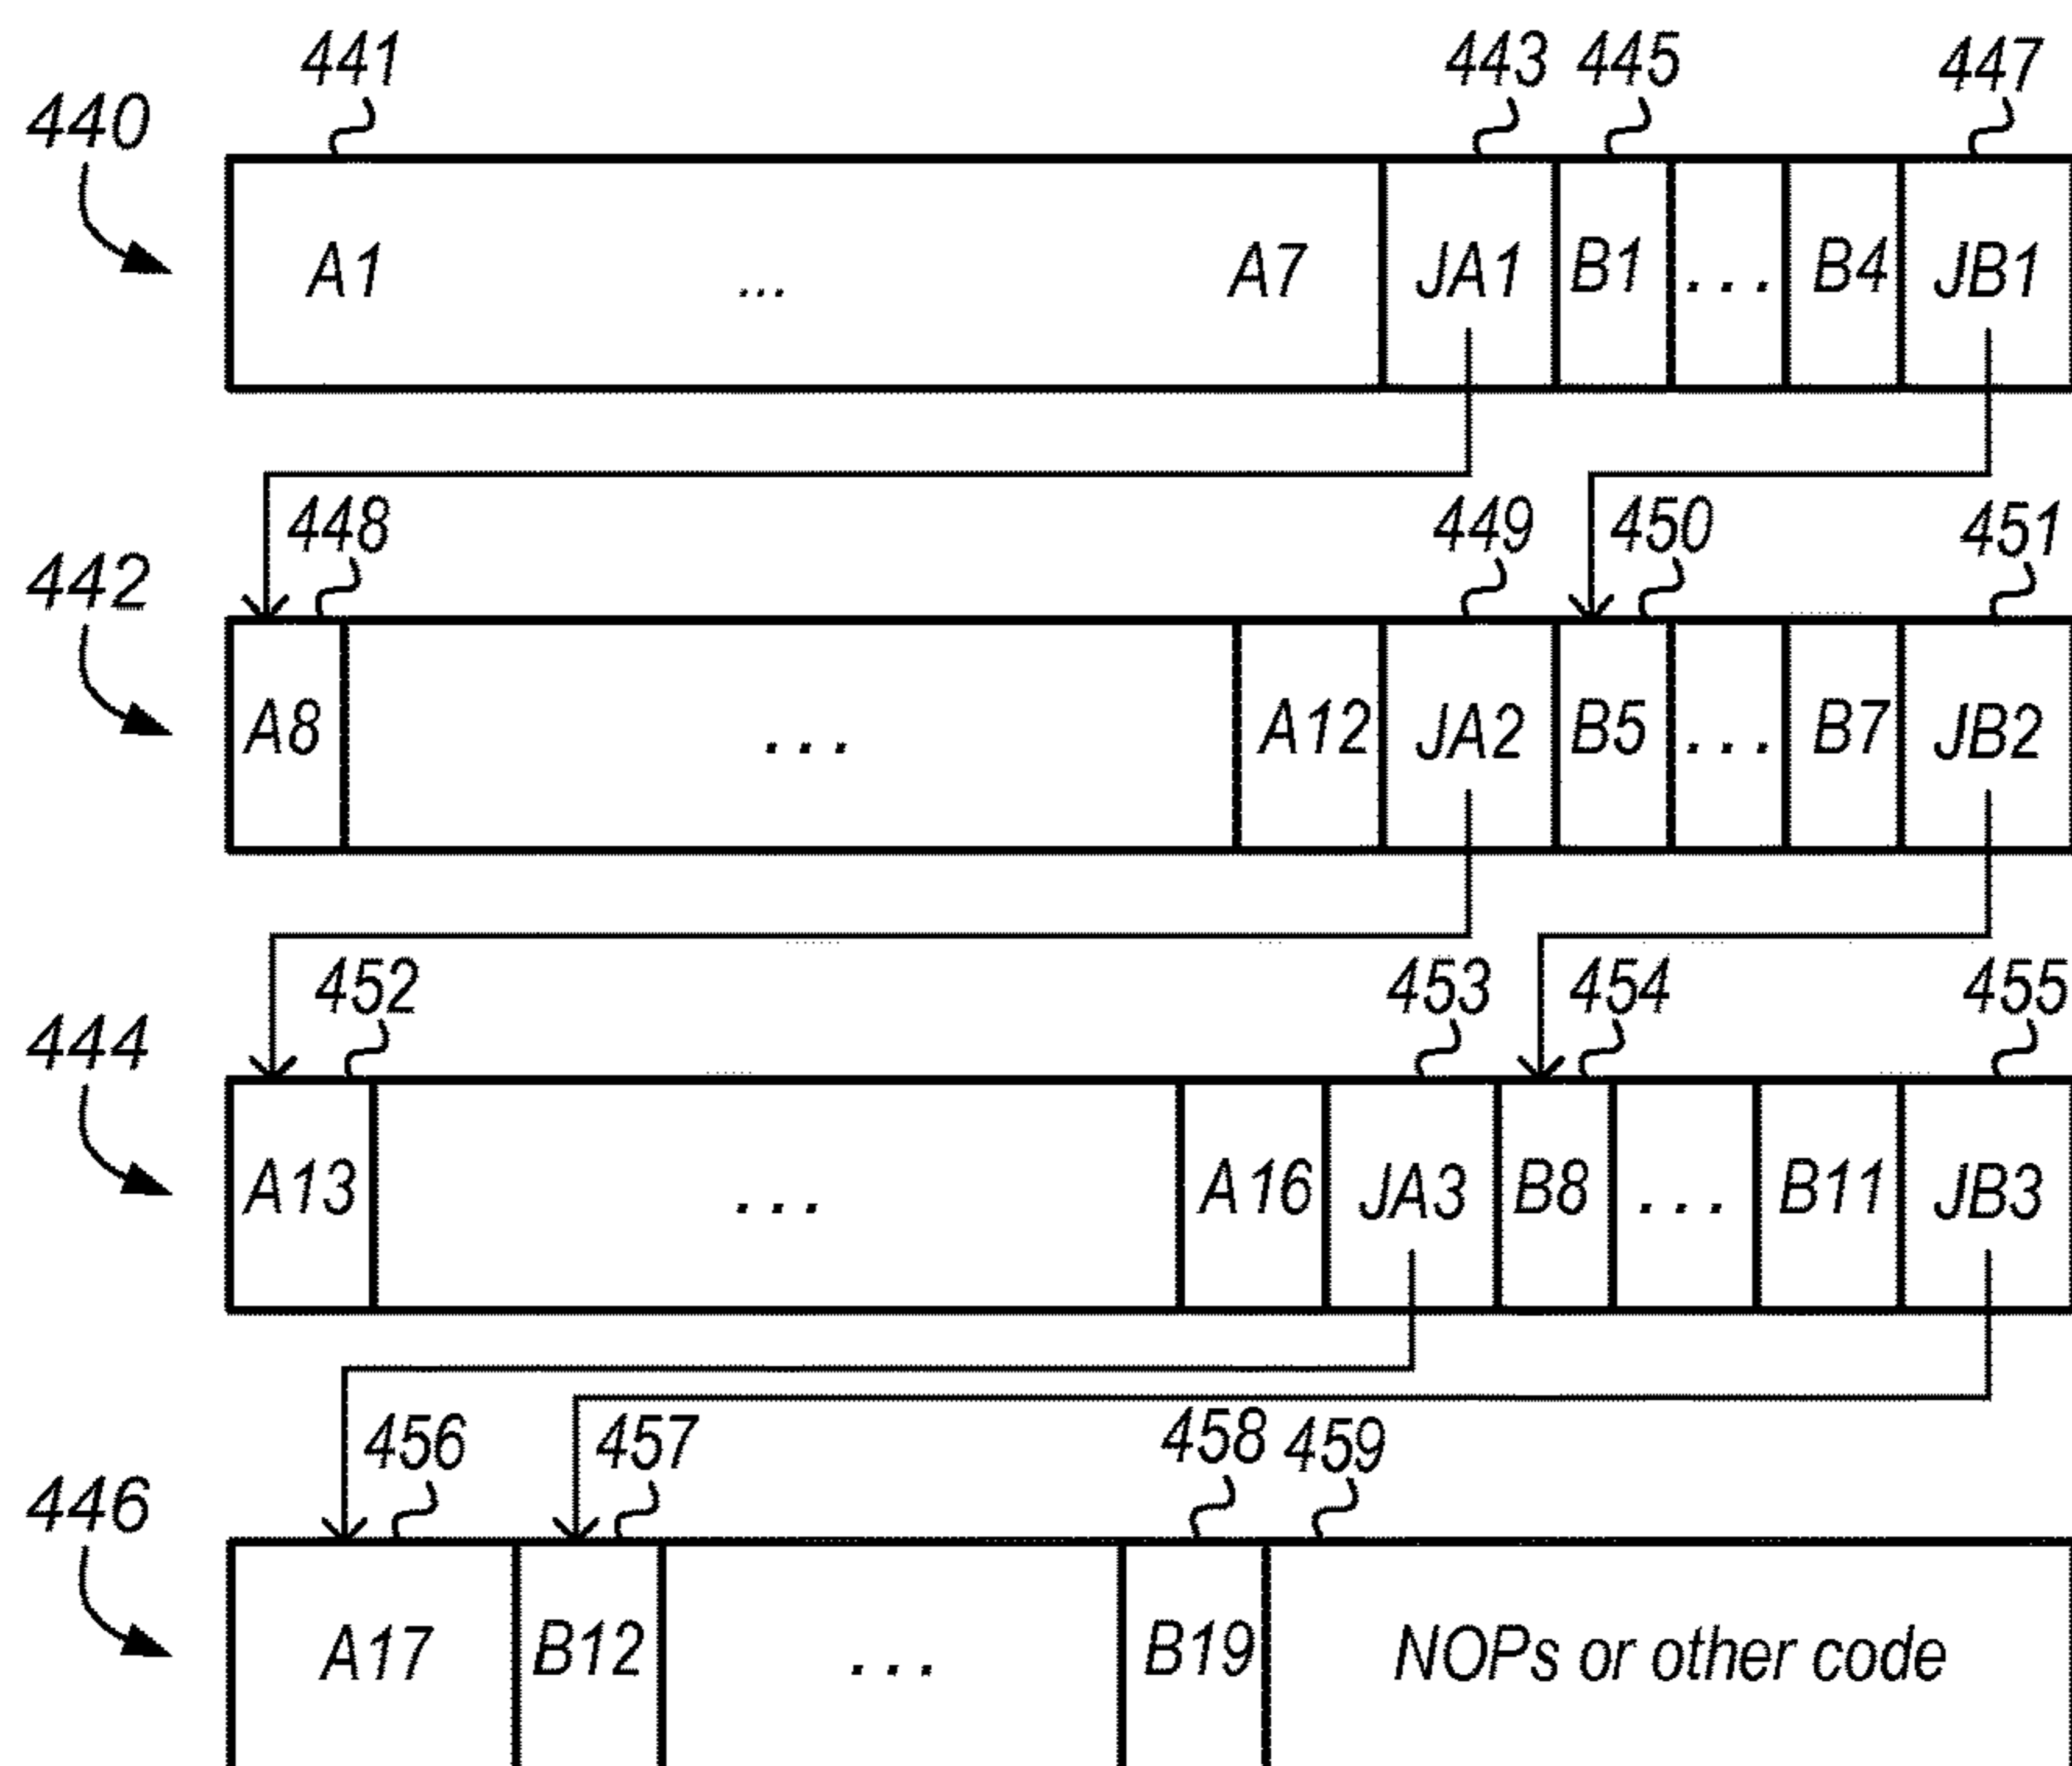 441 443 445 447
440
A1 ... A7 JA1 B1 ... B4 JB1
448 449 450 451
442
A8 ... A12 JA2 B5 ... B7 JB2
452 453 454 455
444
A13 ... A16 JA3 B8 ... B11 JB3
456 457 458 459
446
A17 B12 ... B19 NOPs or other code